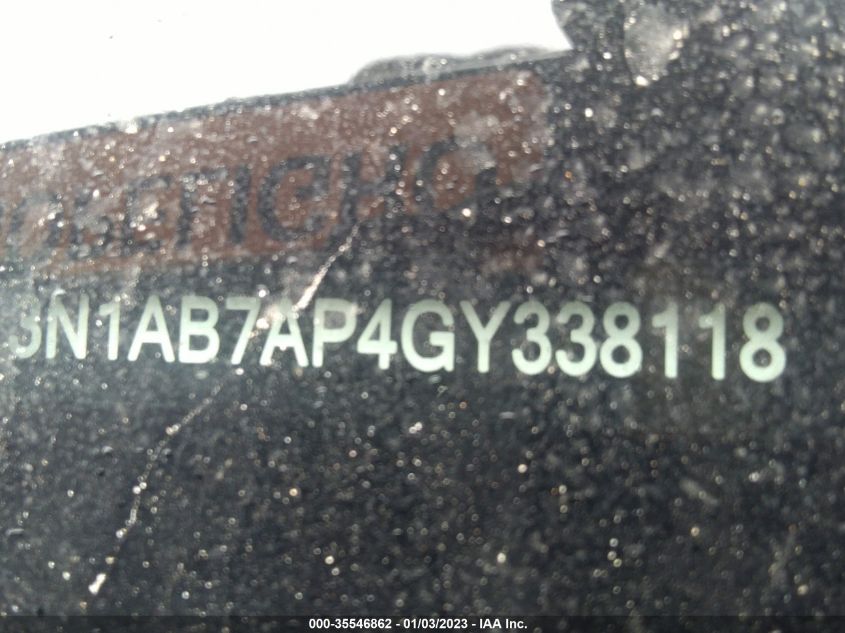 3N1AB7AP4GY338118
000-35546862 - 01/03/2023 - IAA Inc.